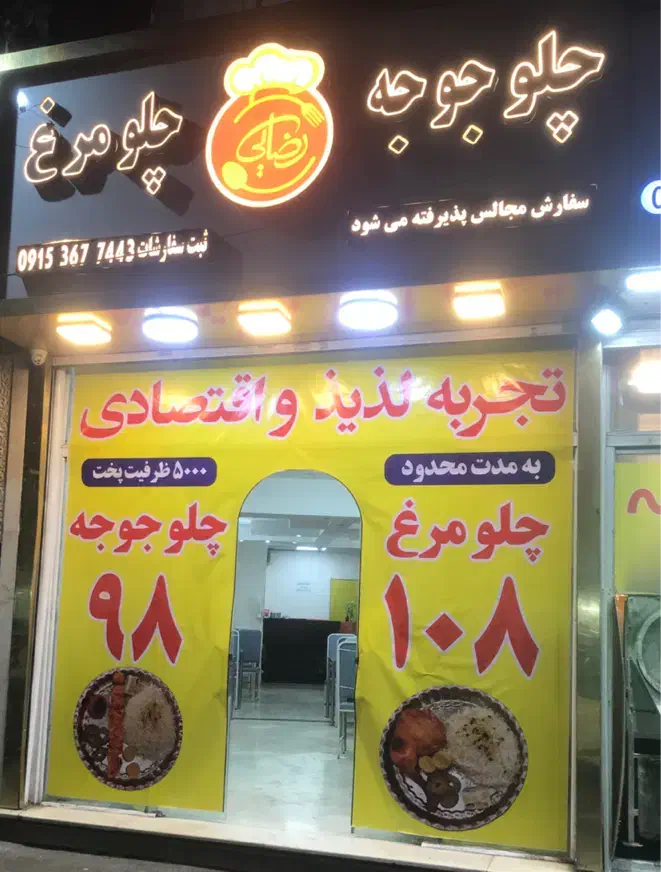 چلو جوجه
رضایی
چلو مرغ
سفارش مجالس پذیرفته می شود
ثبت سفارشات 0915 367 7443
تجربه لذیذ و اقتصادی
به مدت محدود
۵۰۰۰ ظرفیت پخت
چلو مرغ
۱۰۸
چلو جوجه
۹۸